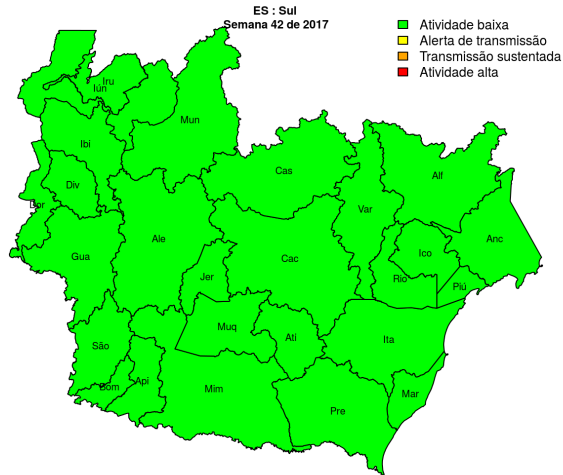 ES : Sul
Semana 42 de 2017
Atividade baixa
Alerta de transmissão
Transmissão sustentada
Atividade alta
Iru
Iún
Mun
Ibi
Cas
Alf
Div
Dor
Var
Ale
Anc
Ico
Gua
Cac
Jer
Rio
Piú
Muq
Ati
Ita
São
Api
Bom
Mim
Mar
Pre